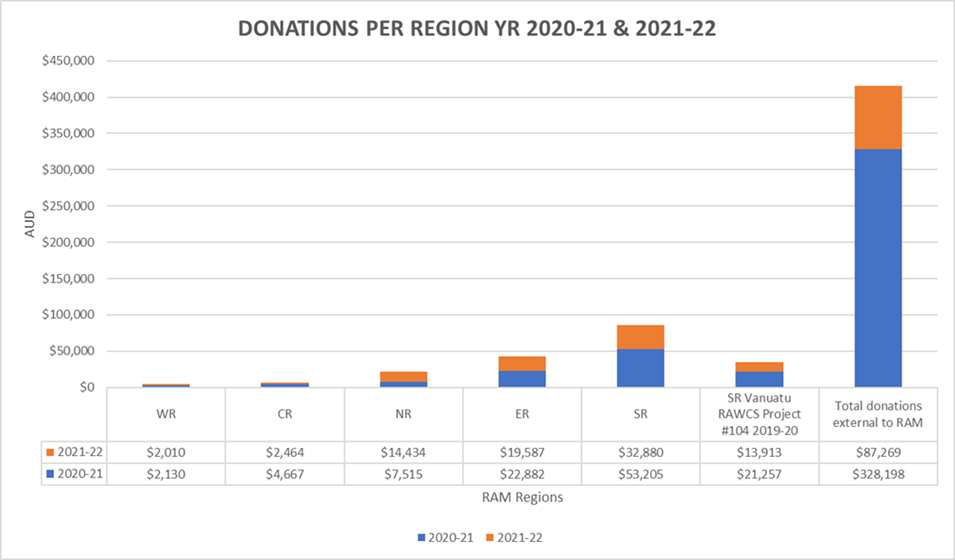 DONATIONS PER REGION YR 2020-21 & 2021-22
$450,000
$400,000
$350,000
$300,000
$250,000
$200,000
$150,000
$100,000
$50,000
$0
AUD
WR CR NR ER SR SR Vanuatu RAWCS Project #104 2019-20 Total donations external to RAM
2021-22 $2,010 $2,464 $14,434 $19,587 $32,880 $13,913 $87,269
2020-21 $2,130 $4,667 $7,515 $22,882 $53,205 $21,257 $328,198
RAM Regions
2020-21 2021-22